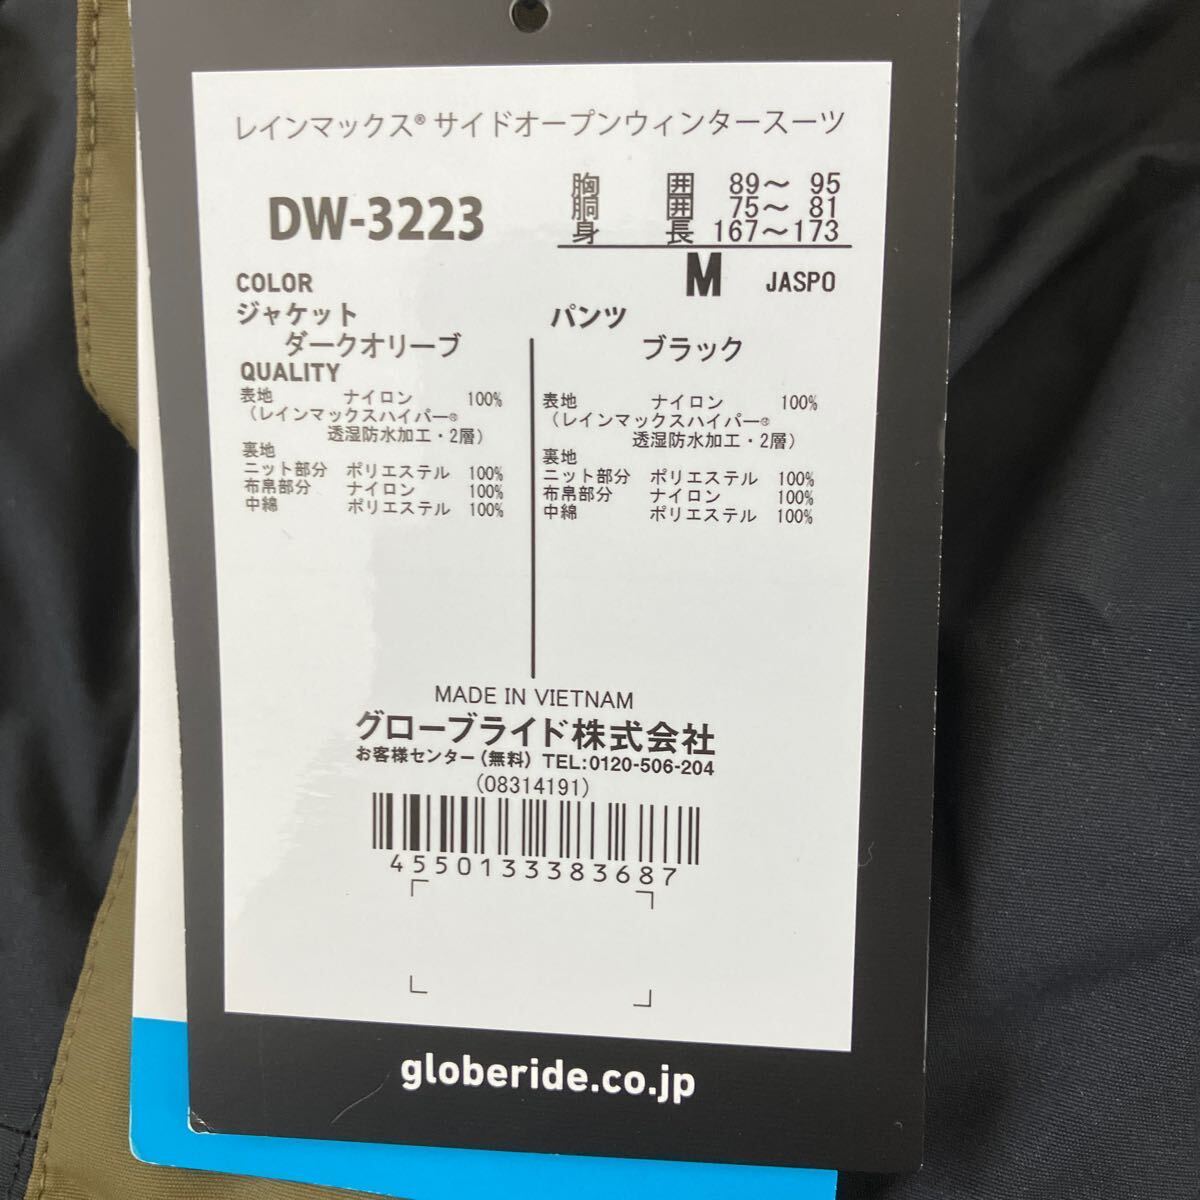 レインマックス® サイドオープンウィンタースーツ
DW-3223
胸 囲 89～ 95
胴 囲 75～ 81
身 長 167～173
M JASPO
COLOR
ジャケット
ダークオリーブ
パンツ
ブラック
QUALITY
表地 ナイロン 100%
（レインマックスハイパー®
透湿防水加工・2層）
裏地
ニット部分 ポリエステル 100%
布帛部分 ナイロン 100%
中綿 ポリエステル 100%
表地 ナイロン 100%
（レインマックスハイパー®
透湿防水加工・2層）
裏地
ニット部分 ポリエステル 100%
布帛部分 ナイロン 100%
中綿 ポリエステル 100%
MADE IN VIETNAM
グローブライド株式会社
お客様センター（無料）TEL:0120-506-204
(08314191)
4550133383687
globeride.co.jp